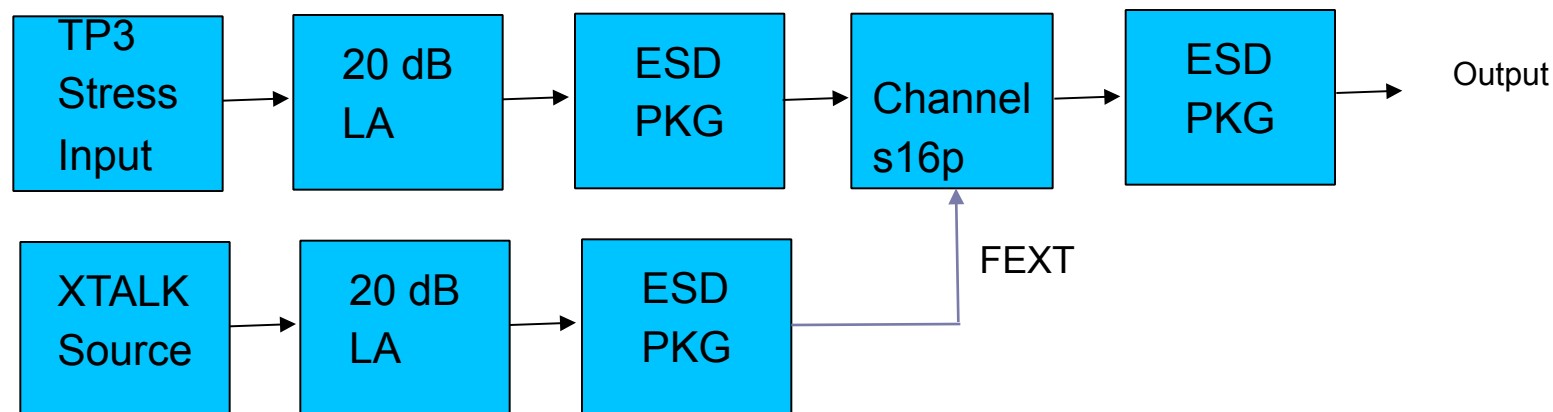 TP3
Stress
Input
20 dB
LA
ESD
PKG
Channel
s16p
ESD
PKG
Output
XTALK
Source
20 dB
LA
ESD
PKG
FEXT